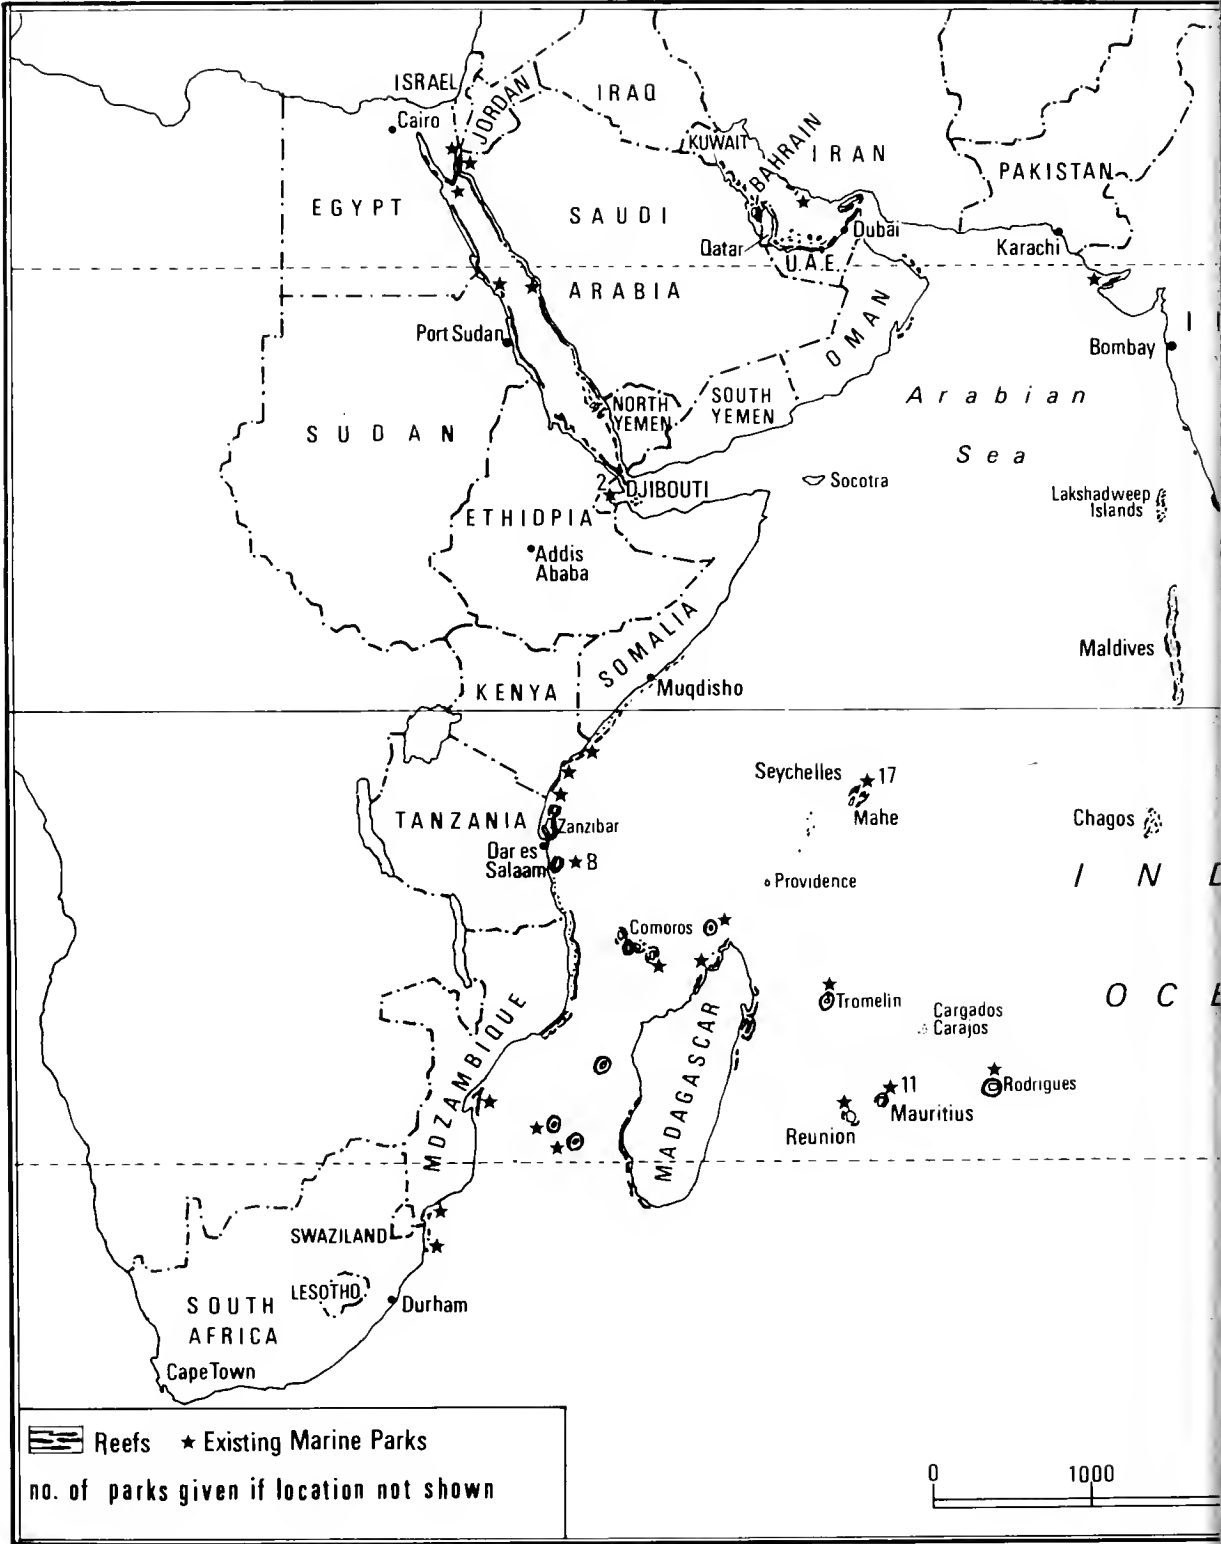 ISRAEL
JORDAN
IRAQ
Cairo
KUWAIT
BAHRAIN
IRAN
PAKISTAN
EGYPT
SAUDI
Qatar
Dubai
Karachi
U.A.E.
ARABIA
OMAN
Port Sudan
I
Bombay
NORTH
YEMEN
SOUTH
YEMEN
Arabian
SUDAN
Sea
2
DJIBOUTI
Socotra
Lakshadweep
Islands
ETHIOPIA
Addis
Ababa
SOMALIA
Maldives
KENYA
Muqdisho
Seychelles
17
Mahe
TANZANIA
Zanzibar
Chagos
Dar es
Salaam
8
Providence
IND
Comoros
Tromelin
Cargados
Carajos
OCE
MOZAMBIQUE
MADAGASCAR
11
Rodrigues
Mauritius
Reunion
SWAZILAND
LESOTHO
SOUTH
AFRICA
Durham
Cape Town
Reefs ★ Existing Marine Parks
no. of parks given if location not shown
0 1000